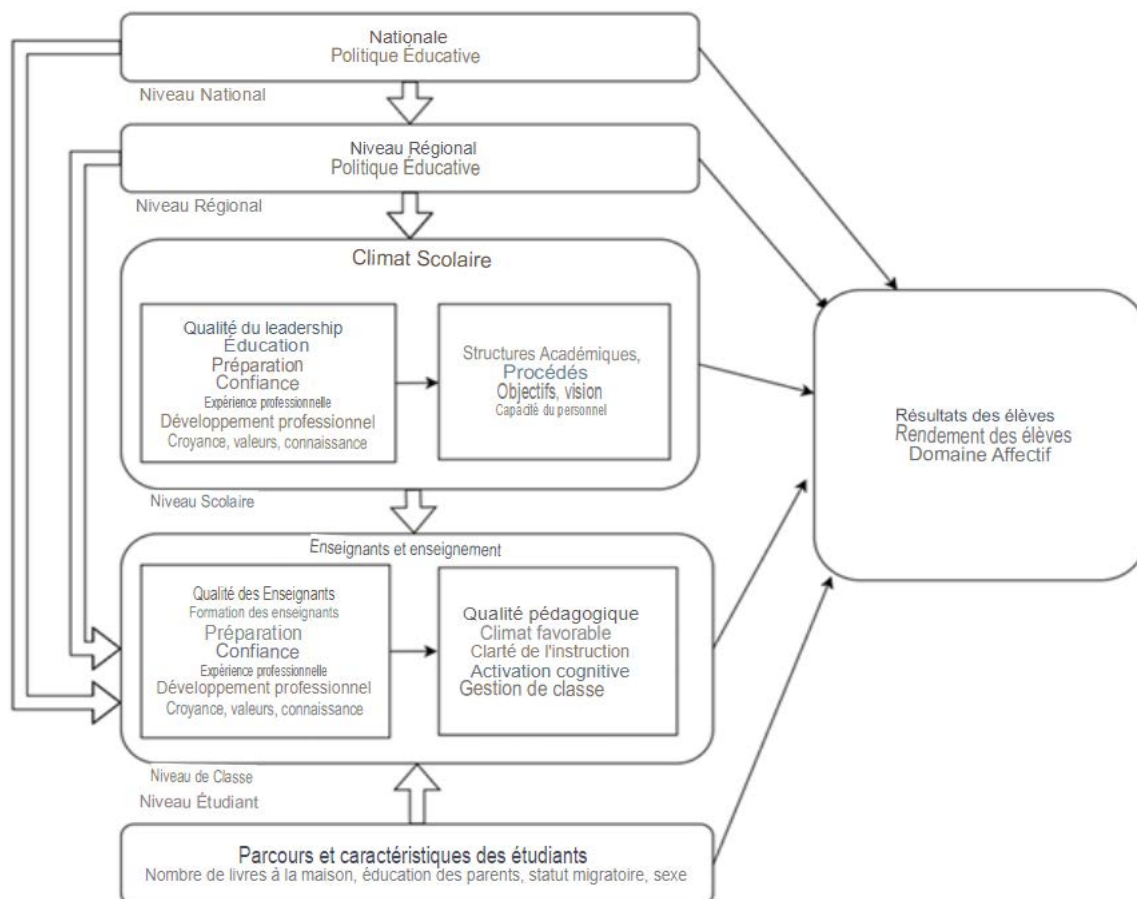 Nationale
Politique Éducative
Niveau National
Niveau Régional
Politique Éducative
Niveau Régional
Climat Scolaire
Qualité du leadership
Éducation
Préparation
Confiance
Expérience professionnelle
Développement professionnel
Croyance, valeurs, connaissance
Structures Académiques,
Procédés
Objectifs, vision
Capacité du personnel
Niveau Scolaire
Enseignants et enseignement
Qualité des Enseignants
Formation des enseignants
Préparation
Confiance
Expèrience professionnelle
Développement professionnel
Croyance, valeurs, connaissance
Qualité pédagogique
Climat favorable
Clarté de l'instruction
Activation cognitive
Gestion de classe
Niveau de Classe
Niveau Étudiant
Parcours et caractéristiques des étudiants
Nombre de livres à la maison, éducation des parents, statut migratoire, sexe
Résultats des élèves
Rendement des élèves
Domaine Affectif